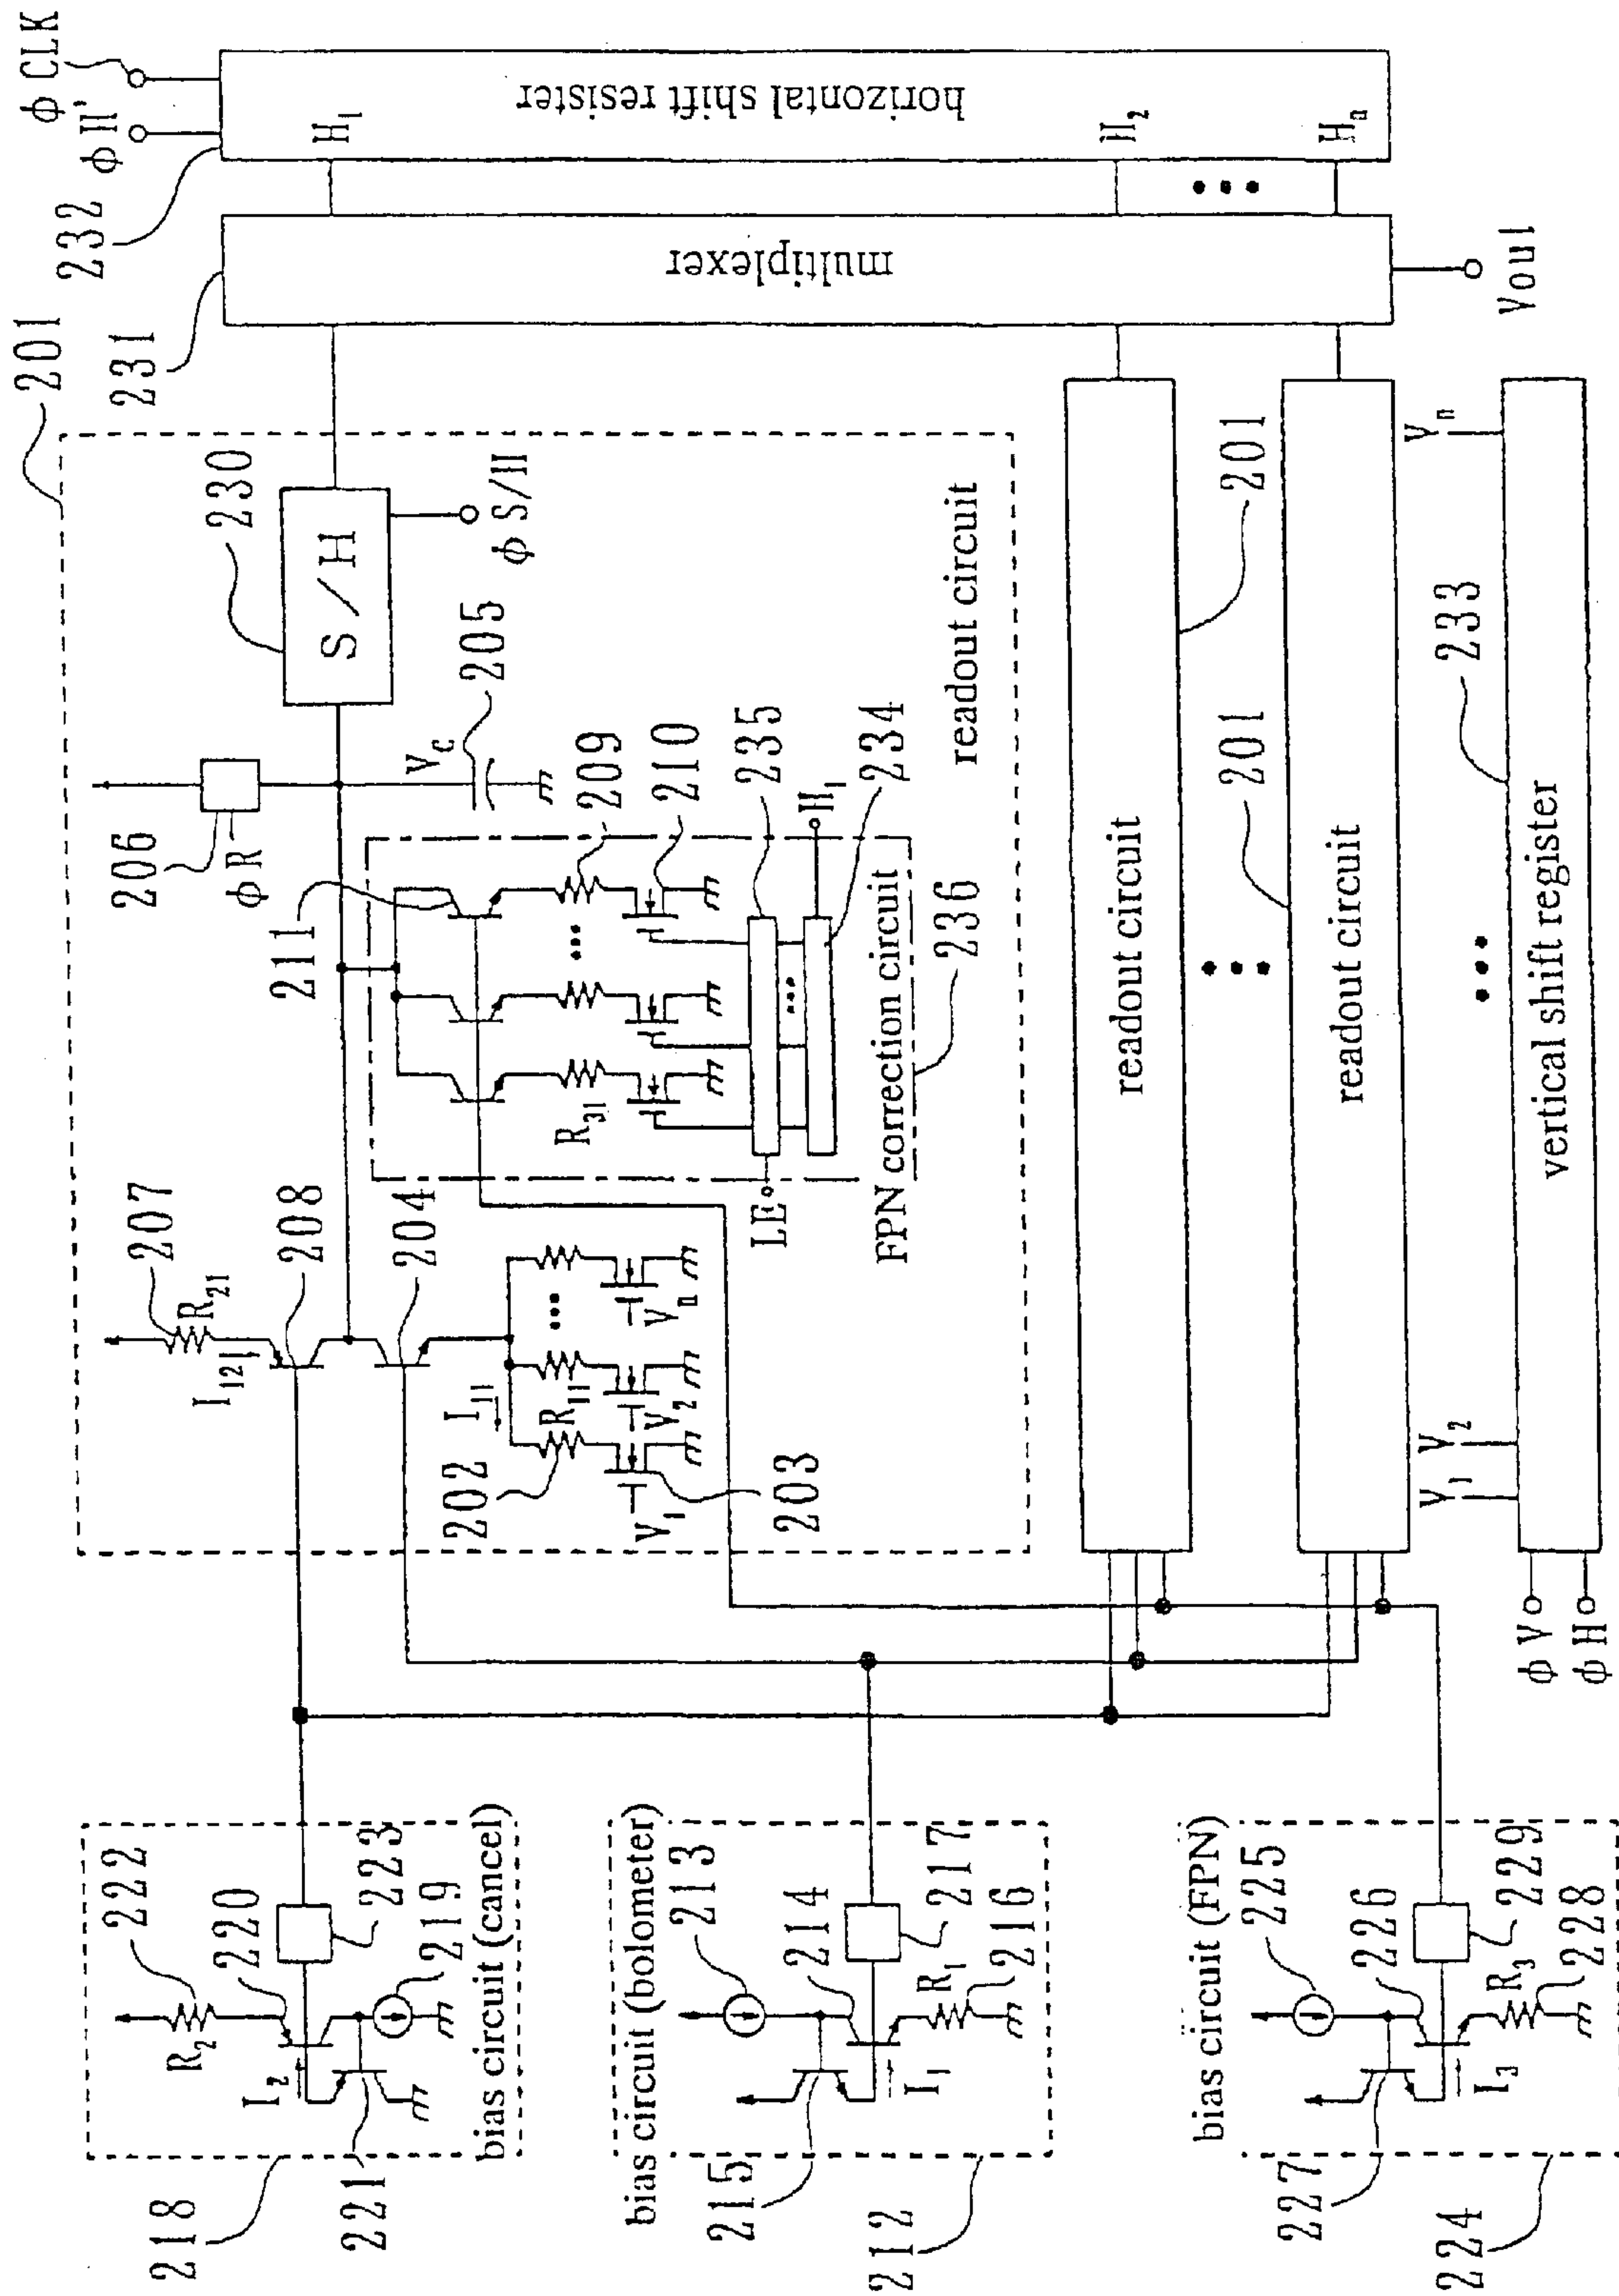 218
222
R₂
220
I₂
223
219
221
bias circuit (cancel)
bias circuit (bolometer)
213
215
214
217
I₁
R₁
216
212
bias circuit (FPN)
225
227
226
229
I₃
R₃
228
224
201
207
R₂₁
I₁₂
208
204
I₁₁
202
R₁₁
V₁
V₂
Vₙ
203
206
φR
211
V_C
205
R₃₁
209
210
LE
235
234
H₁
FPN correction circuit
236
230
S/H
φ S/H
readout circuit
231
multiplexer
Vout
232
φ H'
φ CLK
horizontal shift resister
H₁
H₂
Hₙ
readout circuit
201
readout circuit
201
V₁
V₂
Vₙ
233
vertical shift register
φ V
φ H